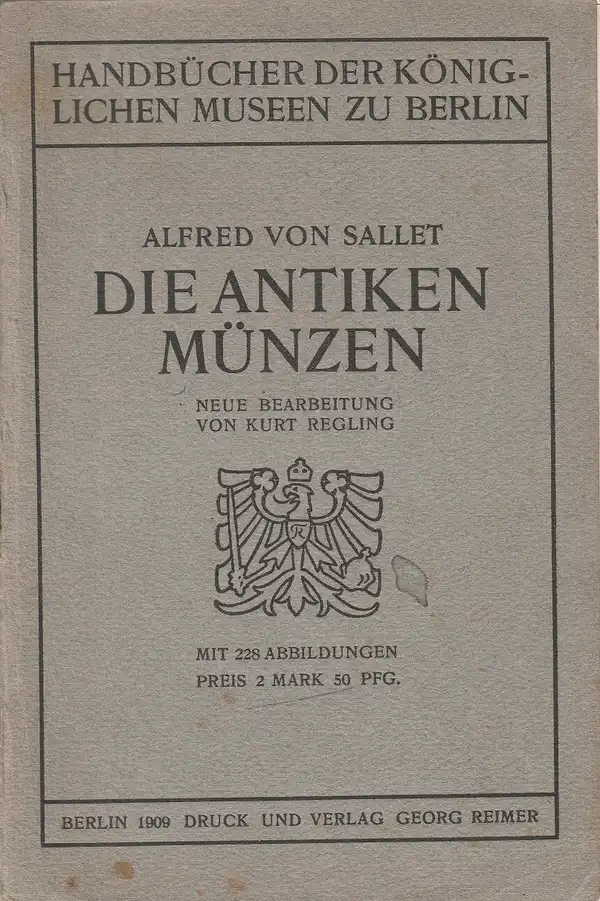 HANDBÜCHER DER KÖNIG-
LICHEN MUSEEN ZU BERLIN
ALFRED VON SALLET
DIE ANTIKEN
MÜNZEN
NEUE BEARBEITUNG
VON KURT REGLING
R
MIT 228 ABBILDUNGEN
PREIS 2 MARK 50 PFG.
BERLIN 1909 DRUCK UND VERLAG GEORG REIMER